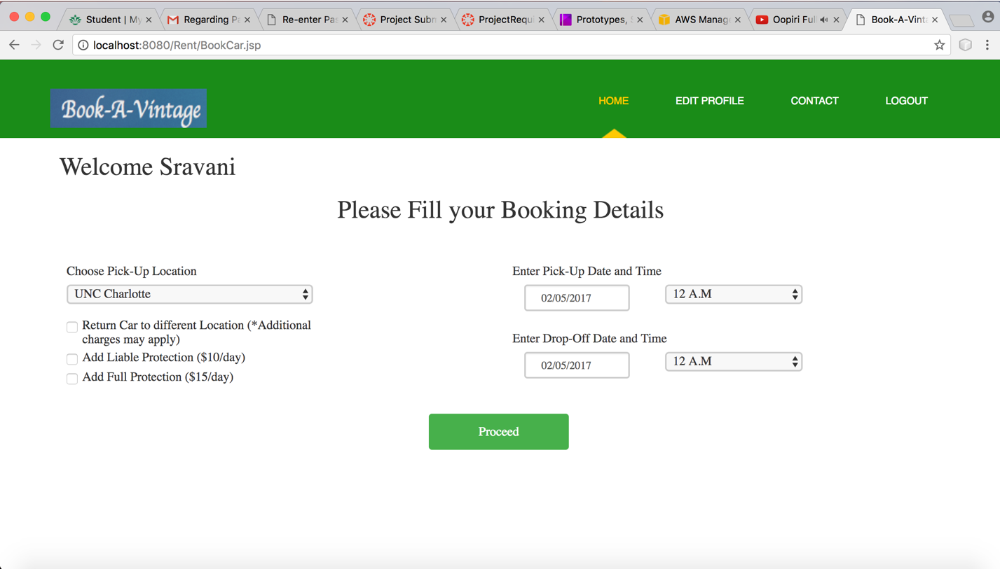 Student | My
Regarding Pa
Re-enter Pas
Project Subm
ProjectRequi
Prototypes, S
AWS Manage
Oopiri Full
Book-A-Vinta
localhost:8080/Rent/BookCar.jsp
Book-A-Vintage
HOME
EDIT PROFILE
CONTACT
LOGOUT
Welcome Sravani
Please Fill your Booking Details
Choose Pick-Up Location
UNC Charlotte
Return Car to different Location (*Additional
charges may apply)
Add Liable Protection ($10/day)
Add Full Protection ($15/day)
Enter Pick-Up Date and Time
02/05/2017
12 A.M
Enter Drop-Off Date and Time
02/05/2017
12 A.M
Proceed